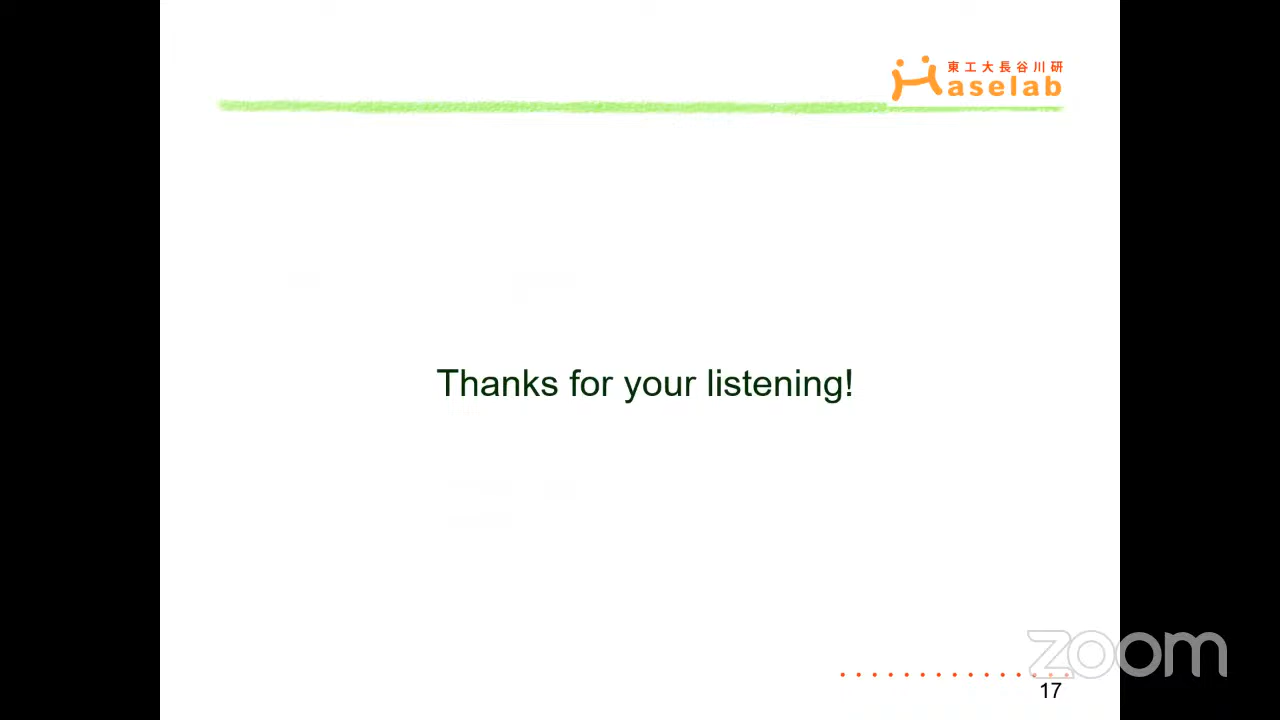 東工大長谷川研
Haselab
Thanks for your listening!
zoom
17